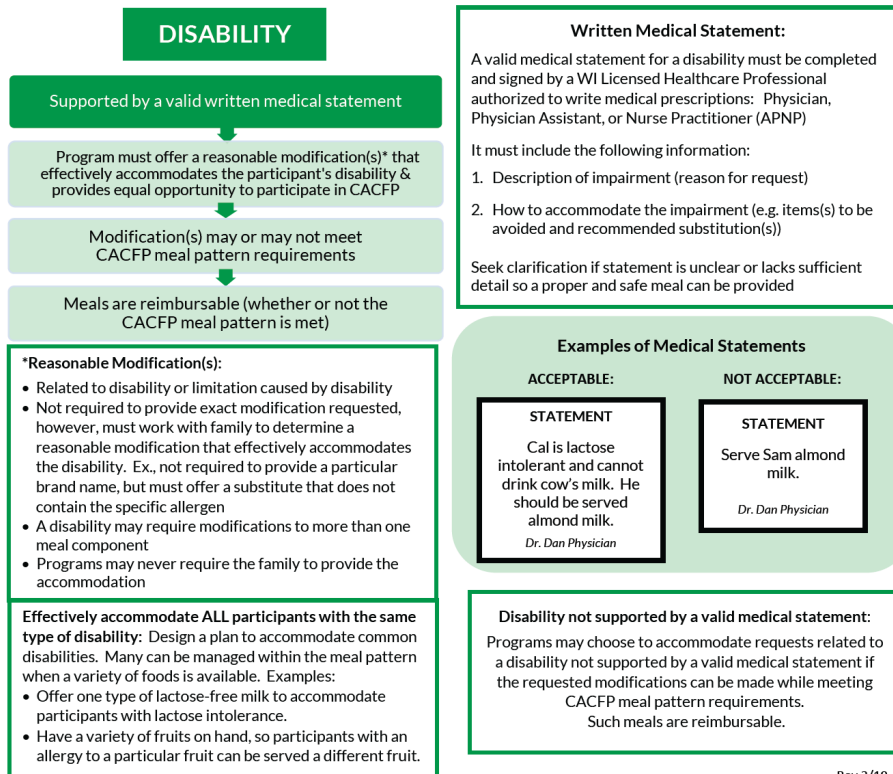 DISABILITY
Supported by a valid written medical statement
Program must offer a reasonable modification(s)* that
effectively accommodates the participant's disability &
provides equal opportunity to participate in CACFP
Modification(s) may or may not meet
CACFP meal pattern requirements
Meals are reimbursable (whether or not the
CACFP meal pattern is met)
*Reasonable Modification(s):
• Related to disability or limitation caused by disability
• Not required to provide exact modification requested,
however, must work with family to determine a
reasonable modification that effectively accommodates
the disability. Ex., not required to provide a particular
brand name, but must offer a substitute that does not
contain the specific allergen
• A disability may require modifications to more than one
meal component
• Programs may never require the family to provide the
accommodation
Effectively accommodate ALL participants with the same
type of disability: Design a plan to accommodate common
disabilities. Many can be managed within the meal pattern
when a variety of foods is available. Examples:
• Offer one type of lactose-free milk to accommodate
participants with lactose intolerance.
• Have a variety of fruits on hand, so participants with an
allergy to a particular fruit can be served a different fruit.
Written Medical Statement:
A valid medical statement for a disability must be completed
and signed by a WI Licensed Healthcare Professional
authorized to write medical prescriptions: Physician,
Physician Assistant, or Nurse Practitioner (APNP)
It must include the following information:
1. Description of impairment (reason for request)
2. How to accommodate the impairment (e.g. items(s) to be
avoided and recommended substitution(s))
Seek clarification if statement is unclear or lacks sufficient
detail so a proper and safe meal can be provided
Examples of Medical Statements
ACCEPTABLE:
STATEMENT
Cal is lactose
intolerant and cannot
drink cow's milk. He
should be served
almond milk.
Dr. Dan Physician
NOT ACCEPTABLE:
STATEMENT
Serve Sam almond
milk.
Dr. Dan Physician
Disability not supported by a valid medical statement:
Programs may choose to accommodate requests related to
a disability not supported by a valid medical statement if
the requested modifications can be made while meeting
CACFP meal pattern requirements.
Such meals are reimbursable.